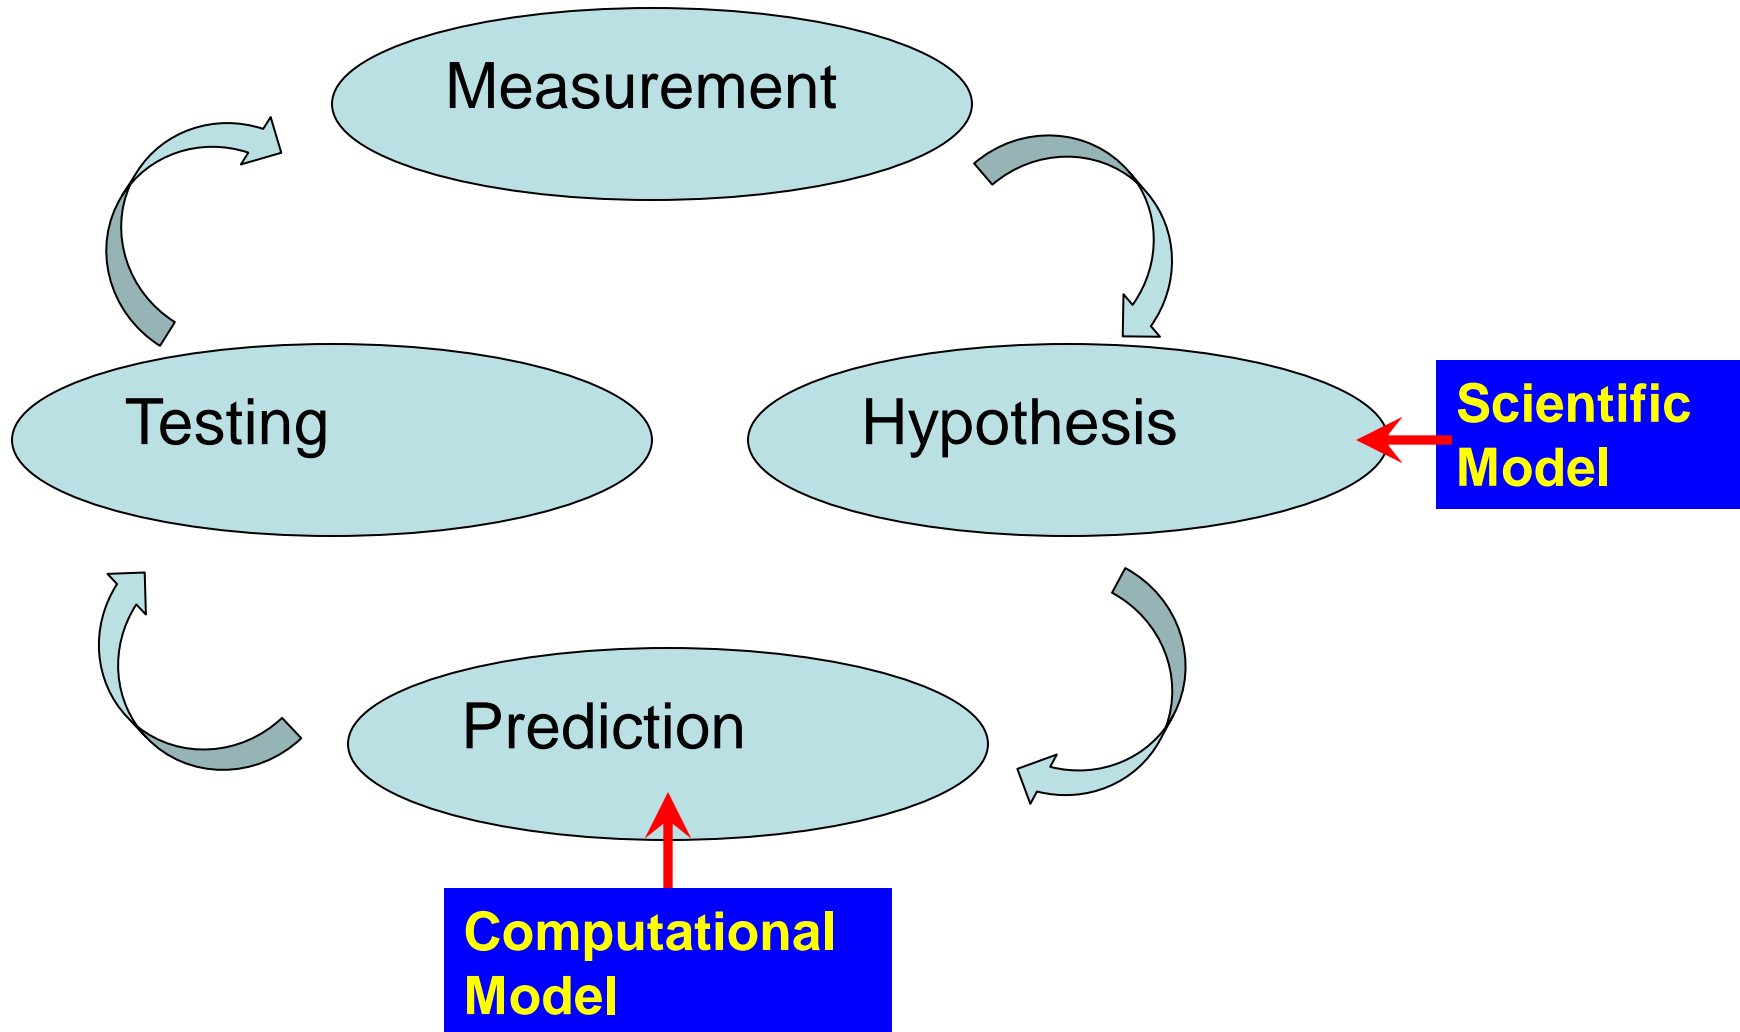 Measurement
Testing
Hypothesis
Scientific
Model
Prediction
Computational
Model